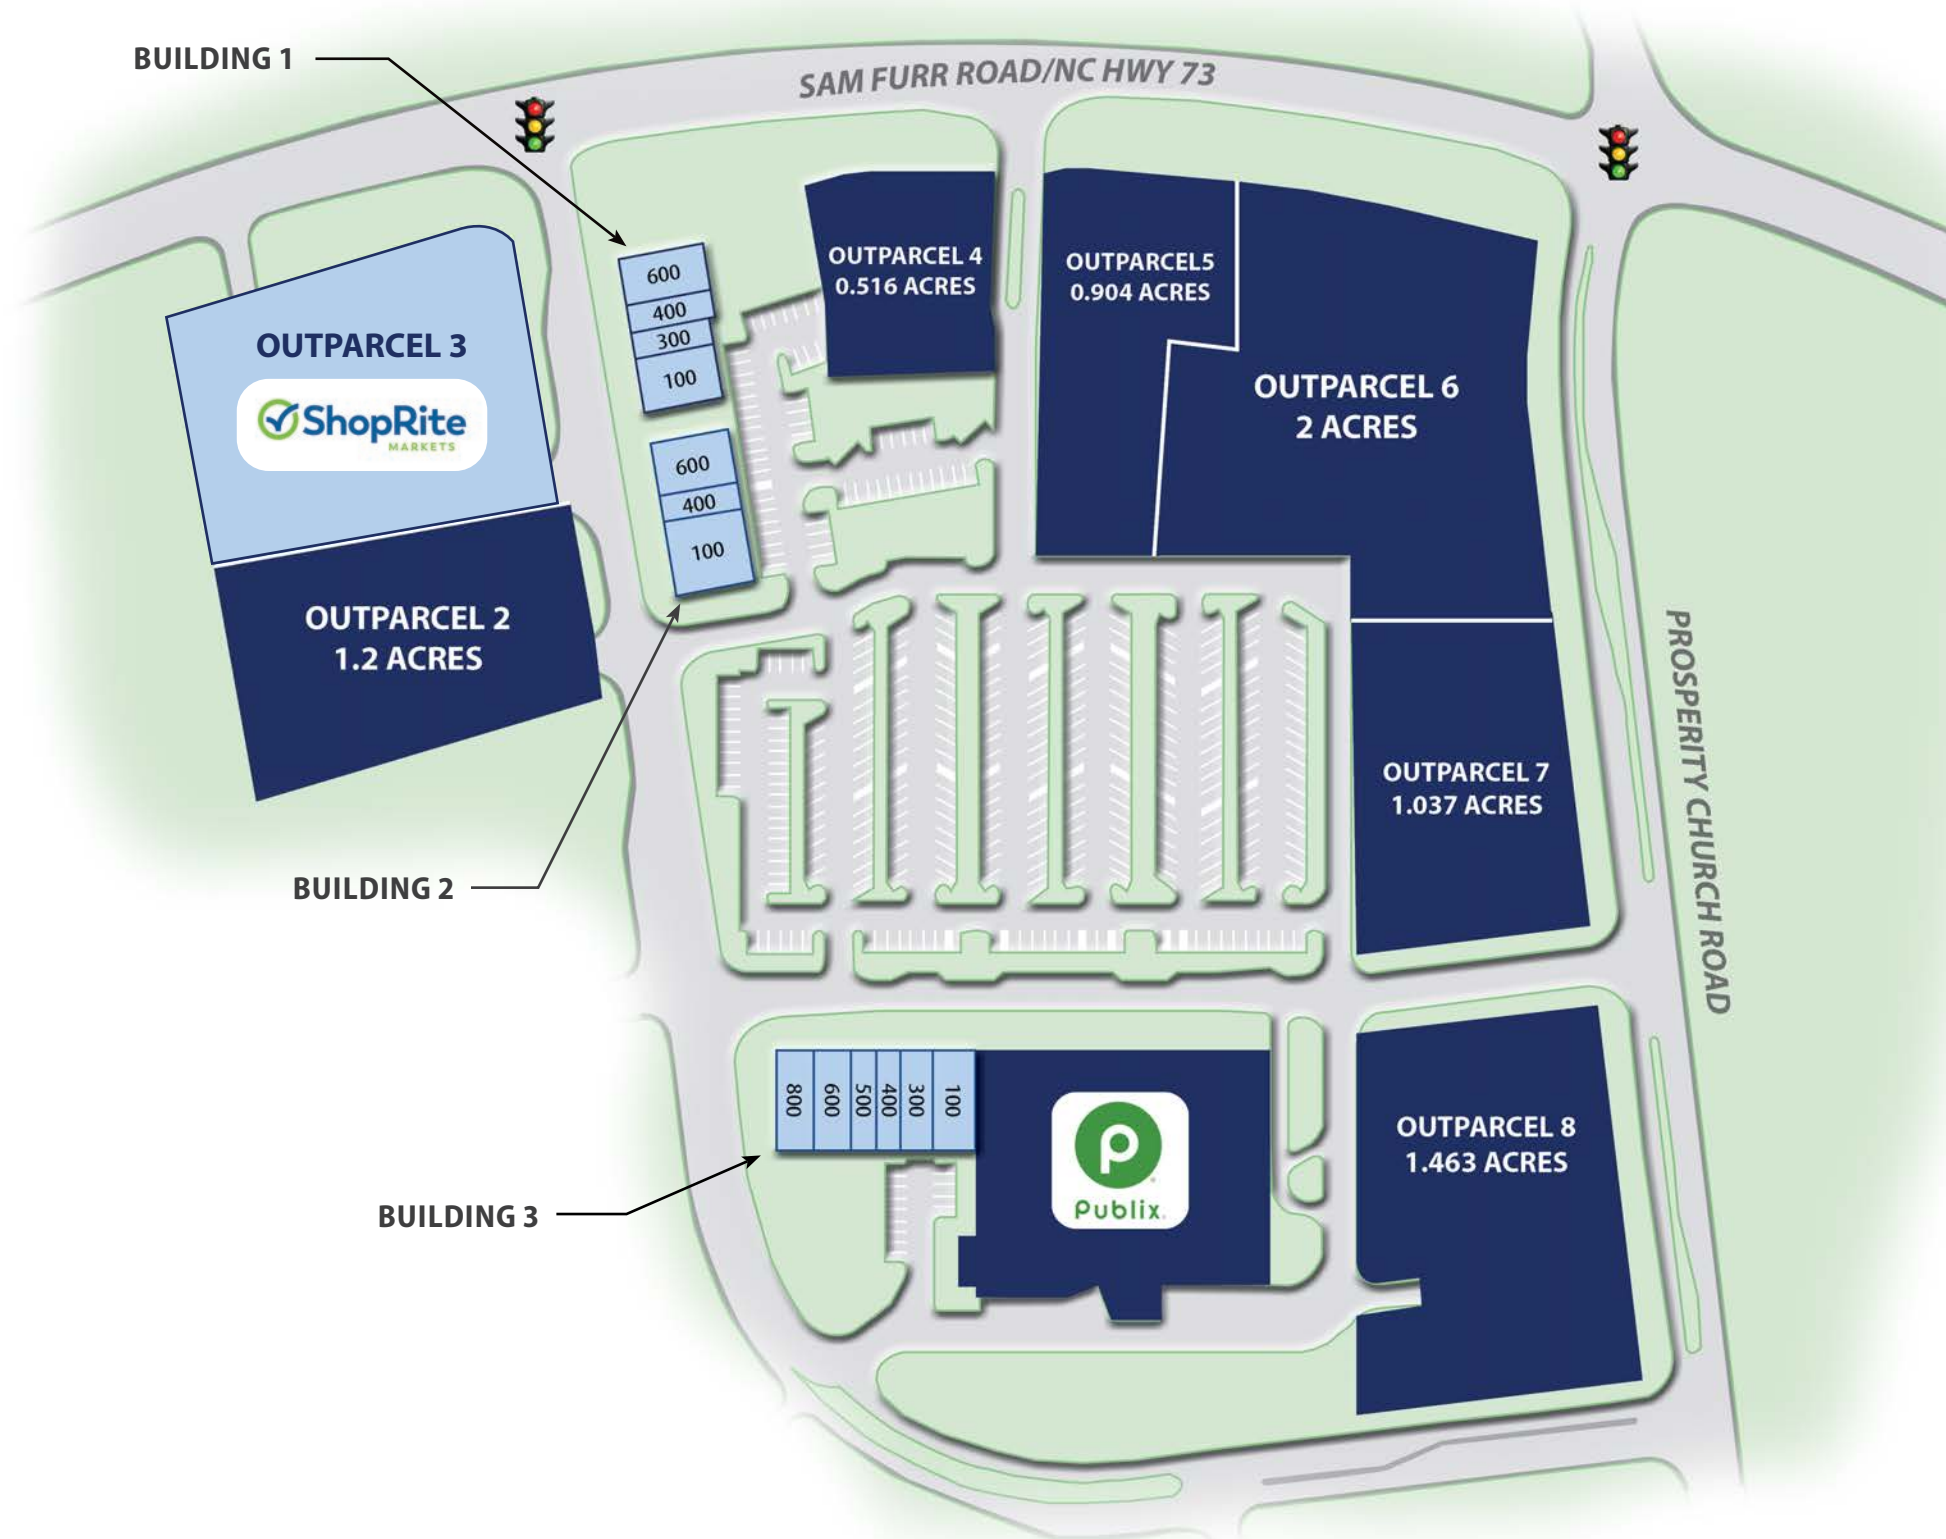 BUILDING 1
SAM FURR ROAD/NC HWY 73
600
400
300
100
OUTPARCEL 4
0.516 ACRES
OUTPARCEL5
0.904 ACRES
OUTPARCEL 3
ShopRite
MARKETS
OUTPARCEL 6
2 ACRES
600
400
100
OUTPARCEL 2
1.2 ACRES
PROSPERITY CHURCH ROAD
OUTPARCEL 7
1.037 ACRES
BUILDING 2
800
600
500
400
300
100
Publix.
OUTPARCEL 8
1.463 ACRES
BUILDING 3